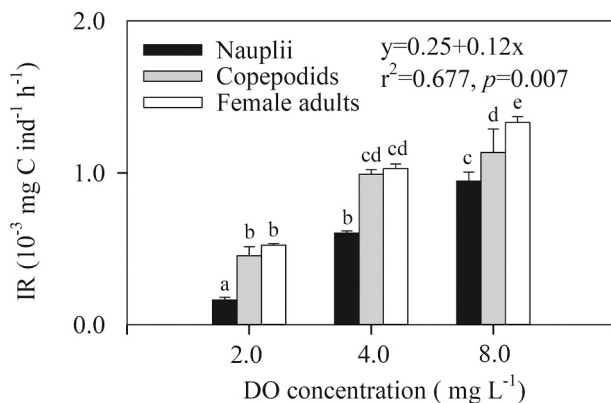 2.0
Nauplii
Copepodids
Female adults
y=0.25+0.12x
r²=0.677, p=0.007
e
d
cd cd
c
1.0
b b
b
a
0.0
IR (10⁻³ mg C ind⁻¹ h⁻¹)
2.0 4.0 8.0
DO concentration ( mg L⁻¹)